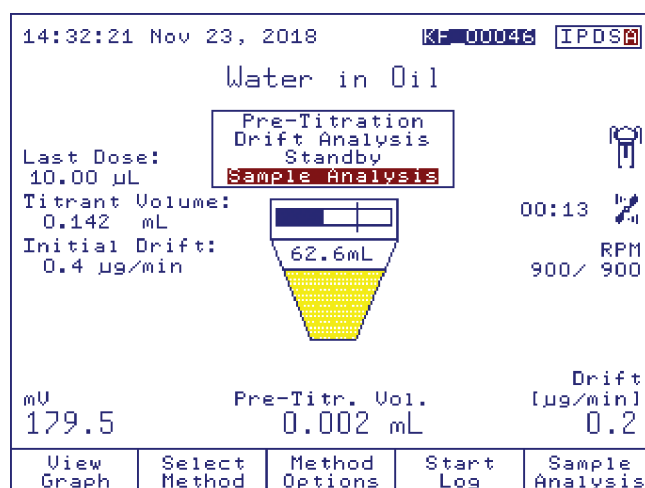 14:32:21 Nov 23, 2018 KF 00046 IPDSA
Water in Oil
Pre-Titration
Drift Analysis
Standby
Sample Analysis
Last Dose:
10.00 µL
Titrant Volume:
0.142 mL
Initial Drift:
0.4 µg/min
62.6mL
00:13
RPM
900/ 900
mV
179.5
Pre-Titr. Vol.
0.002 mL
Drift
[µg/min]
0.2
View
Graph
Select
Method
Method
Options
Start
Log
Sample
Analysis